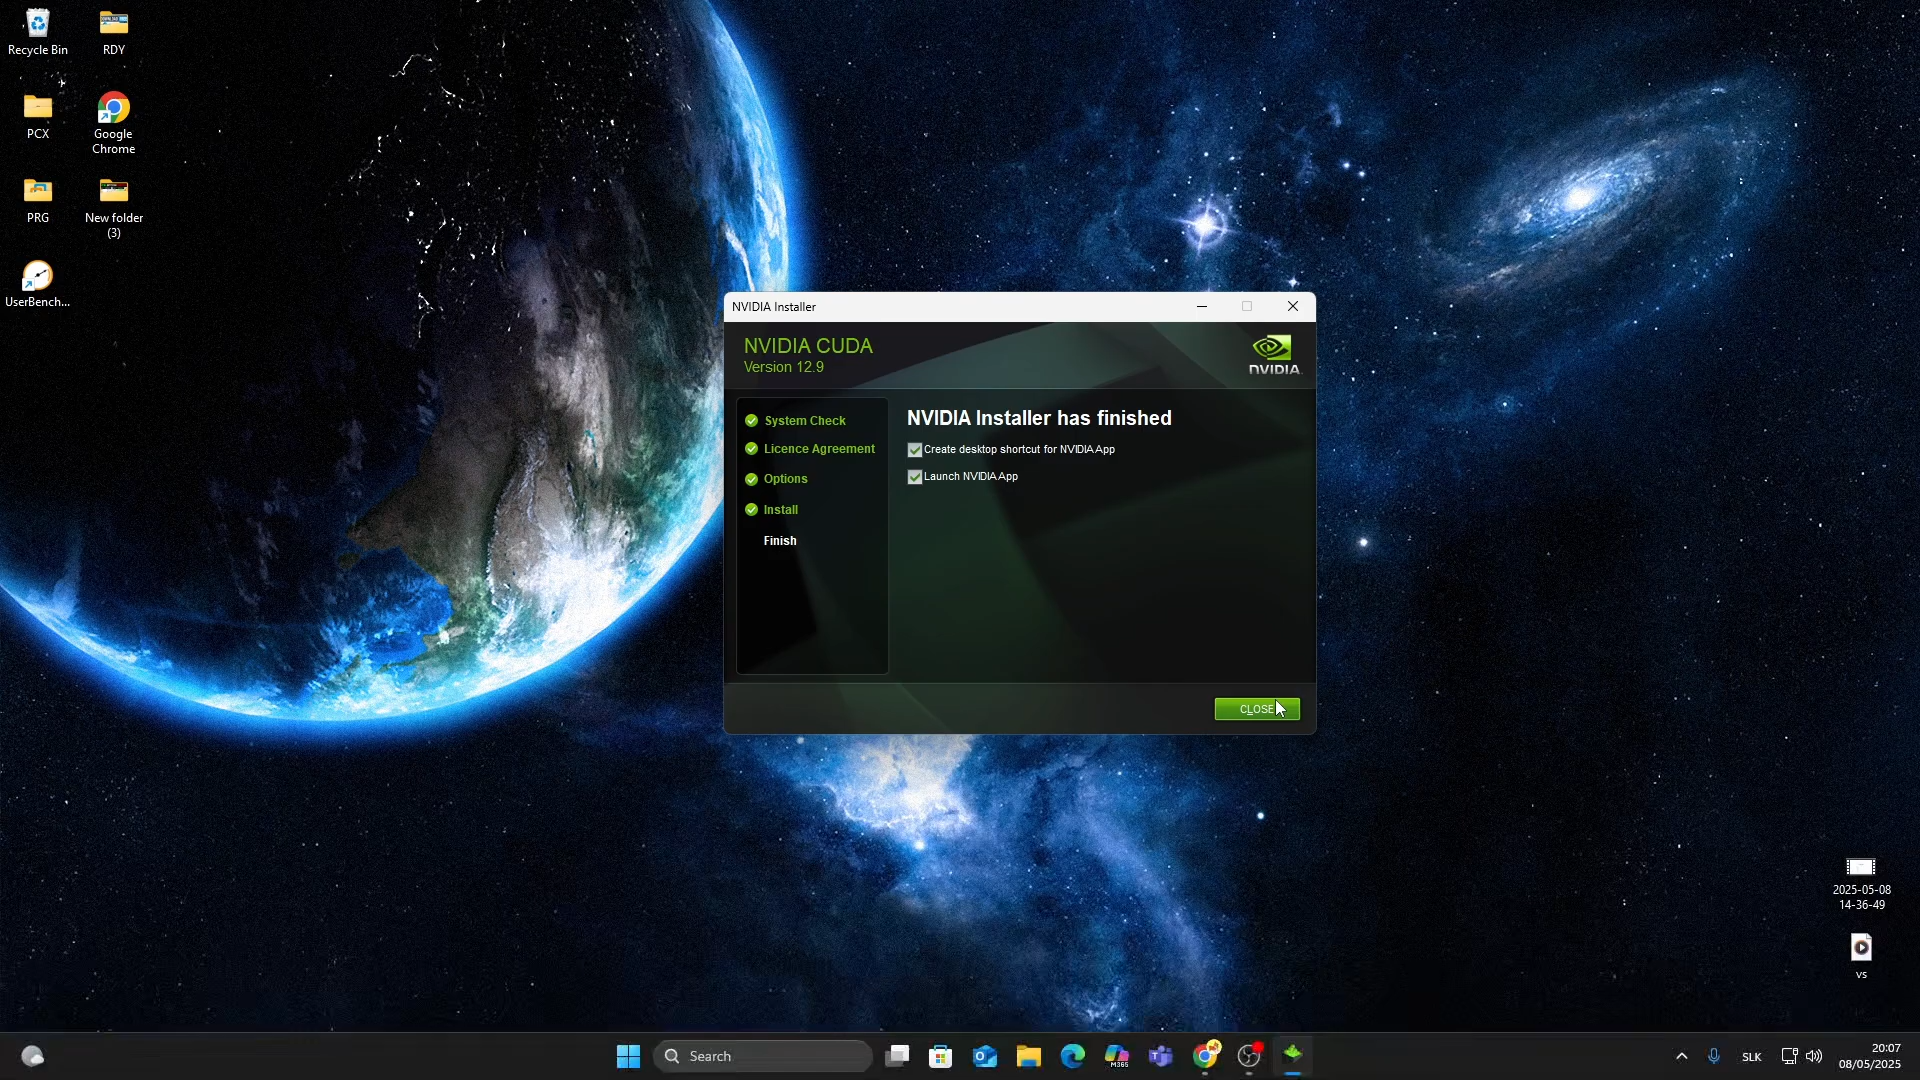 Recycle Bin
RDY
PCX
Google
Chrome
PRG
New folder
(3)
UserBench...
NVIDIA Installer
NVIDIA CUDA
Version 12.9
NVIDIA
System Check
Licence Agreement
Options
Install
Finish
NVIDIA Installer has finished
Create desktop shortcut for NVIDIA App
Launch NVIDIA App
CLOSE
2025-05-08
14-36-49
vs
Search
M365
SLK
20:07
08/05/2025